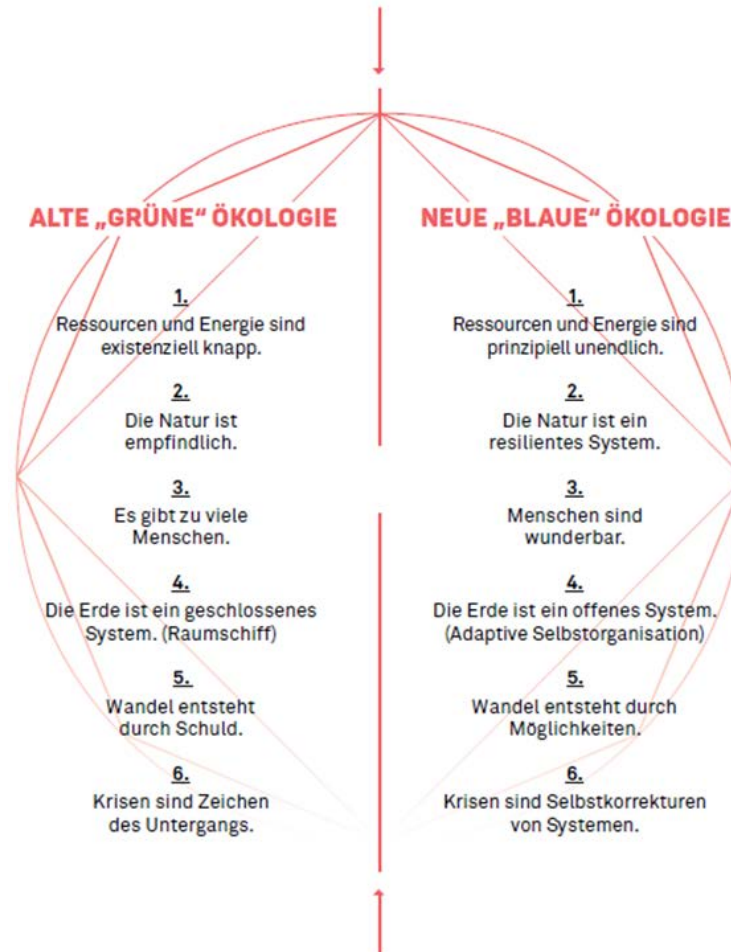 ALTE „GRÜNE“ ÖKOLOGIE
1.
Ressourcen und Energie sind
existenziell knapp.
2.
Die Natur ist
empfindlich.
3.
Es gibt zu viele
Menschen.
4.
Die Erde ist ein geschlossenes
System. (Raumschiff)
5.
Wandel entsteht
durch Schuld.
6.
Krisen sind Zeichen
des Untergangs.
NEUE „BLAUE“ ÖKOLOGIE
1.
Ressourcen und Energie sind
prinzipiell unendlich.
2.
Die Natur ist ein
resilientes System.
3.
Menschen sind
wunderbar.
4.
Die Erde ist ein offenes System.
(Adaptive Selbstorganisation)
5.
Wandel entsteht durch
Möglichkeiten.
6.
Krisen sind Selbstkorrekturen
von Systemen.